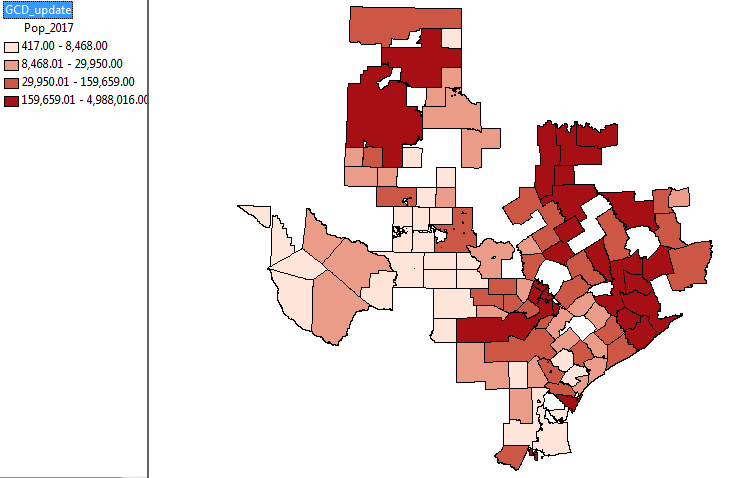 GCD_update
Pop_2017
417.00 - 8,468.00
8,468.01 - 29,950.00
29,950.01 - 159,659.00
159,659.01 - 4,988,016.00